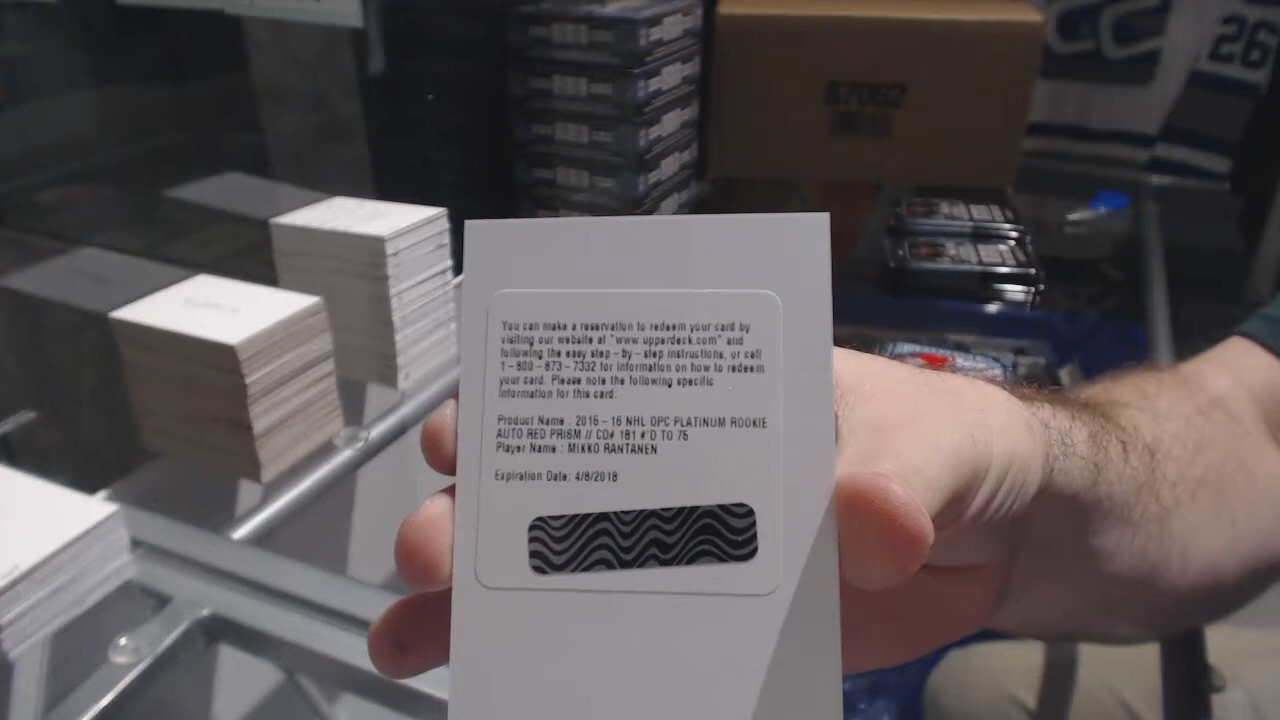 You can make a reservation to redeem your card by
visiting our website at "www.upperdeck.com" and
following the easy step-by-step instructions, or call
1-800-873-7332 for information on how to redeem
your card. Please note the following specific
information for this card:
Product Name : 2015-16 NHL OPC PLATINUM ROOKIE
AUTO RED PRISM // CD# 161 #'D TO 75
Player Name : MIKKO RANTANEN
Expiration Date: 4/8/2018
67062
26